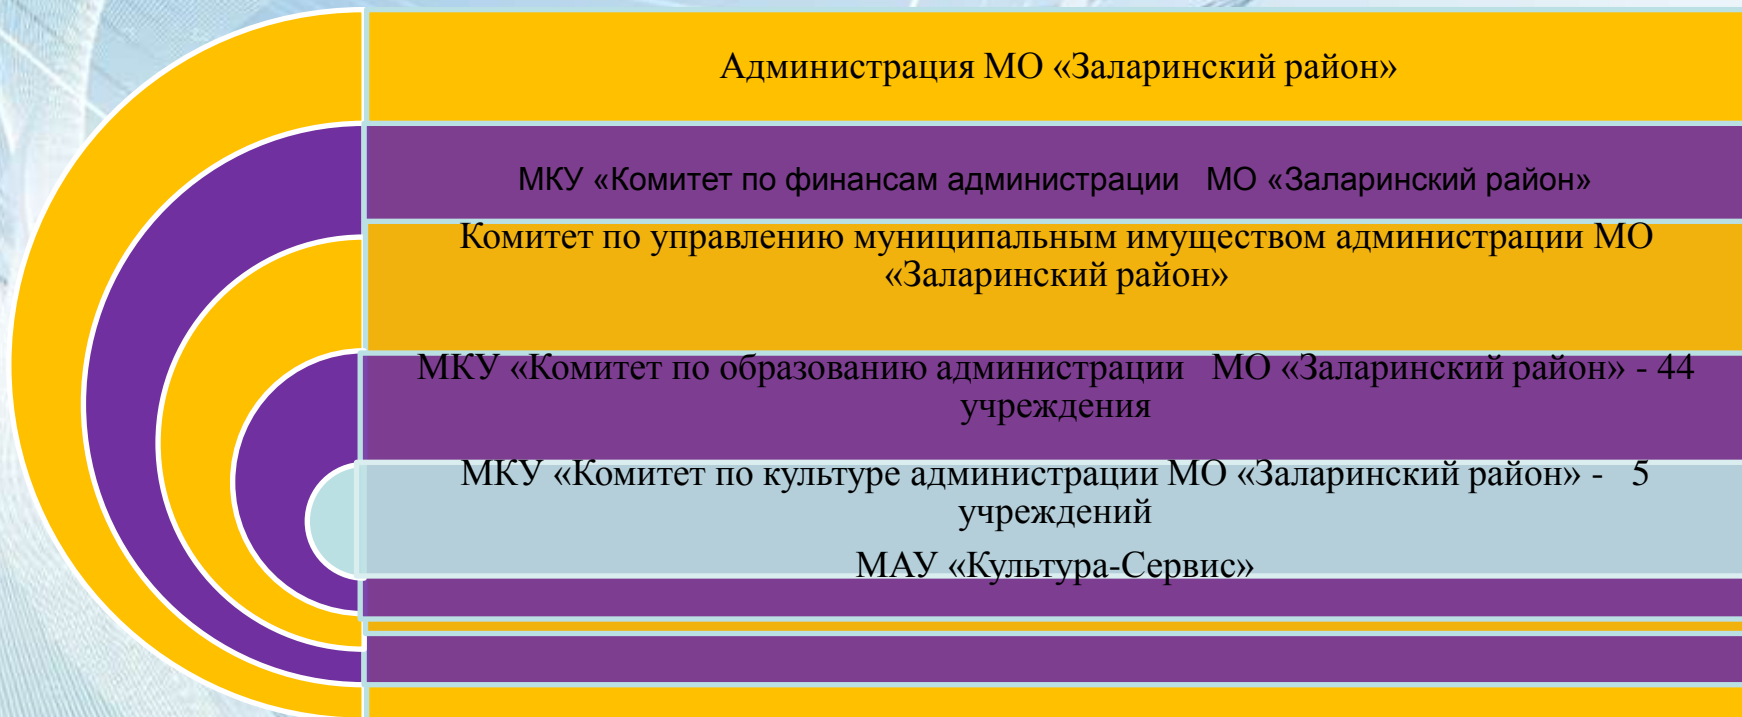 Администрация МО «Заларинский район»
МКУ «Комитет по финансам администрации МО «Заларинский район»
Комитет по управлению муниципальным имуществом администрации МО
«Заларинский район»
МКУ «Комитет по образованию администрации МО «Заларинский район» - 44
учреждения
МКУ «Комитет по культуре администрации МО «Заларинский район» - 5
учреждений
МАУ «Культура-Сервис»